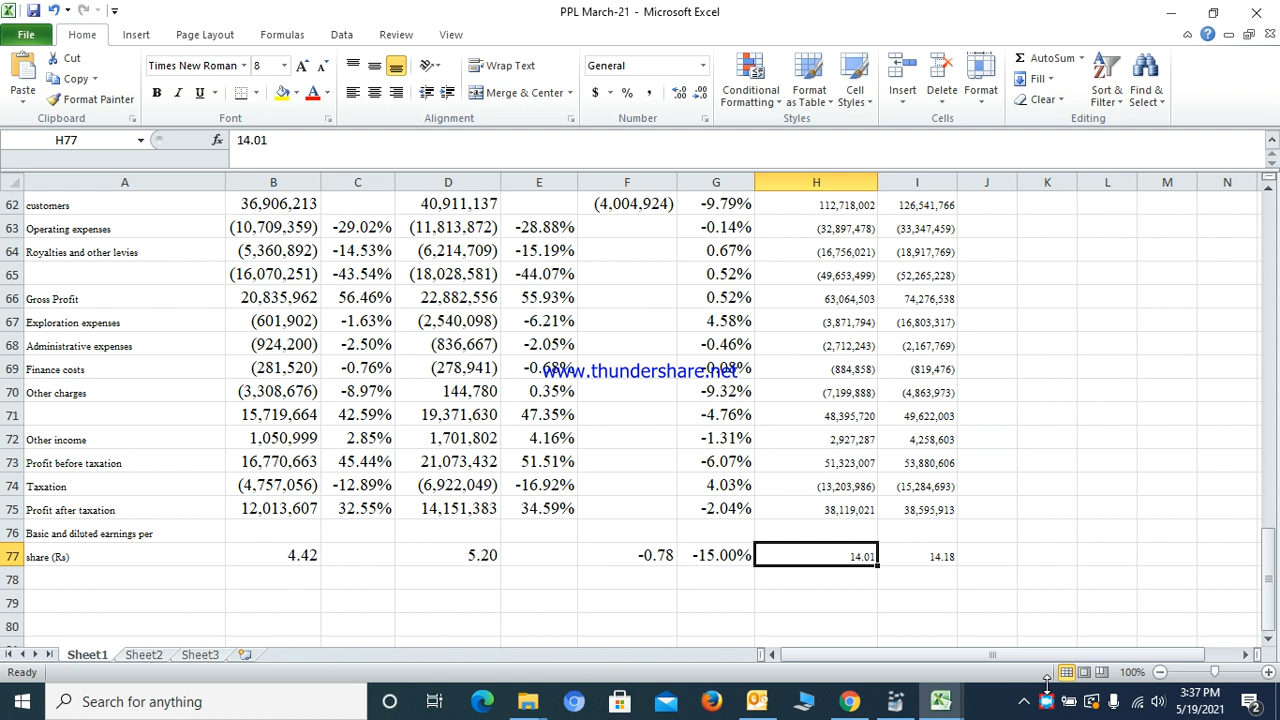 PPL March-21 - Microsoft Excel
File Home Insert Page Layout Formulas Data Review View
Cut Times New Roman 8 Wrap Text General AutoSum
Copy Fill
Paste Format Painter B I U Merge & Center $ % , Conditional Formatting Format as Table Cell Styles Insert Delete Format Clear Sort & Filter Find & Select
Clipboard Font Alignment Number Styles Cells Editing
H77 fx 14.01
A B C D E F G H I J K L M N
62 customers 36,906,213 40,911,137 (4,004,924) -9.79% 112,718,002 126,541,766
63 Operating expenses (10,709,359) -29.02% (11,813,872) -28.88% -0.14% (32,897,478) (33,347,459)
64 Royalties and other levies (5,360,892) -14.53% (6,214,709) -15.19% 0.67% (16,756,021) (18,917,769)
65 (16,070,251) -43.54% (18,028,581) -44.07% 0.52% (49,653,499) (52,265,228)
66 Gross Profit 20,835,962 56.46% 22,882,556 55.93% 0.52% 63,064,503 74,276,538
67 Exploration expenses (601,902) -1.63% (2,540,098) -6.21% 4.58% (3,871,794) (16,803,317)
68 Administrative expenses (924,200) -2.50% (836,667) -2.05% -0.46% (2,712,243) (2,167,769)
69 Finance costs (281,520) -0.76% (278,941) -0.68% -0.08% (884,858) (819,476)
www.thundershare.net
70 Other charges (3,308,676) -8.97% 144,780 0.35% -9.32% (7,199,888) (4,863,973)
71 15,719,664 42.59% 19,371,630 47.35% -4.76% 48,395,720 49,622,003
72 Other income 1,050,999 2.85% 1,701,802 4.16% -1.31% 2,927,287 4,258,603
73 Profit before taxation 16,770,663 45.44% 21,073,432 51.51% -6.07% 51,323,007 53,880,606
74 Taxation (4,757,056) -12.89% (6,922,049) -16.92% 4.03% (13,203,986) (15,284,693)
75 Profit after taxation 12,013,607 32.55% 14,151,383 34.59% -2.04% 38,119,021 38,595,913
76 Basic and diluted earnings per
77 share (Rs) 4.42 5.20 -0.78 -15.00% 14.01 14.18
78
79
80
Sheet1 Sheet2 Sheet3
Ready 100%
Search for anything 3:37 PM
5/19/2021 2